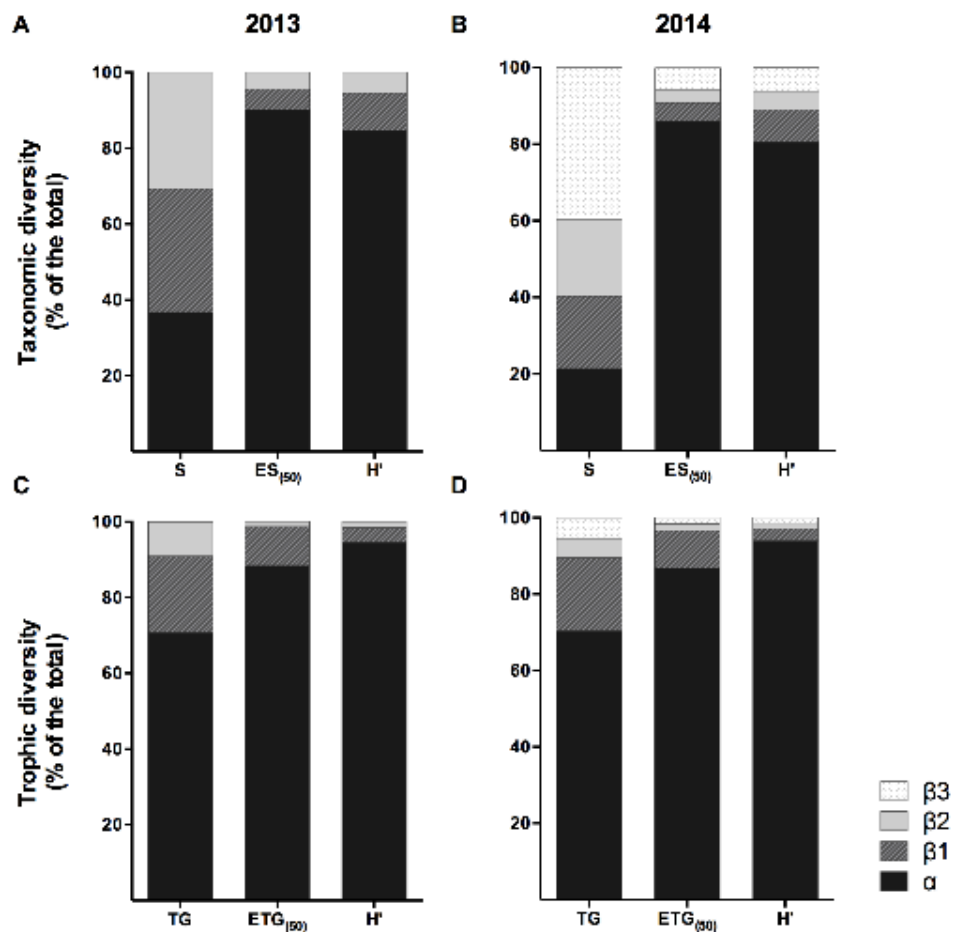 A 2013
B 2014
Taxonomic diversity
(% of the total)
100
80
60
40
20
S ES(50) H'
100
80
60
40
20
S ES(50) H'
C
D
Trophic diversity
(% of the total)
100
80
60
40
20
TG ETG(50) H'
100
80
60
40
20
TG ETG(50) H'
β3
β2
β1
α